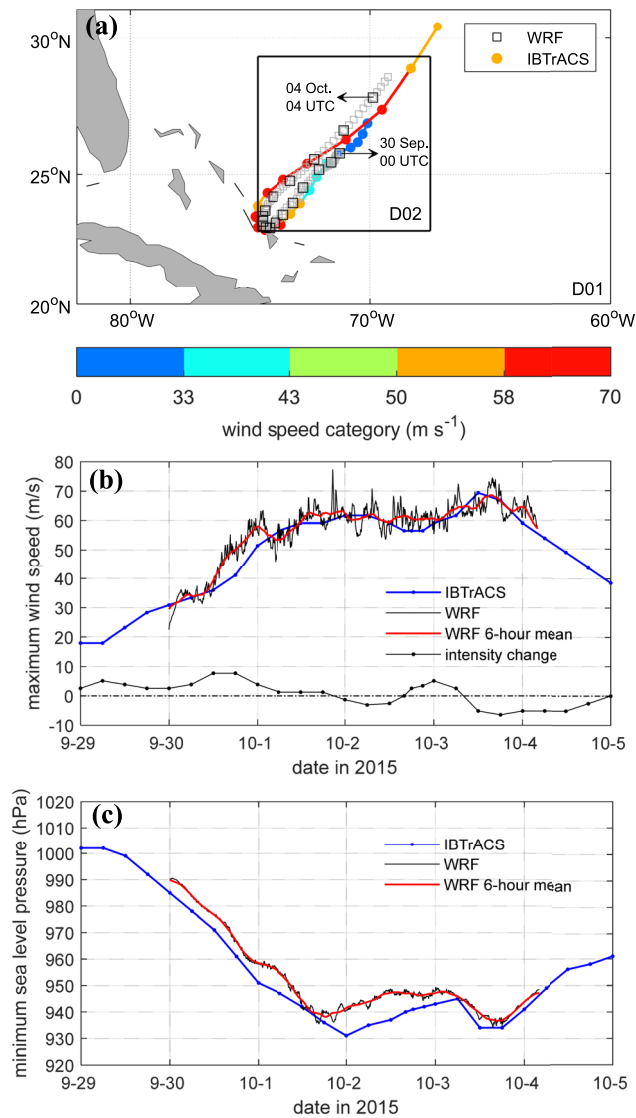 (a)
30°N
25°N
20°N
WRF
IBTrACS
04 Oct.
04 UTC
30 Sep.
00 UTC
D02
D01
80°W
70°W
60°W
0
33
43
50
58
70
wind speed category (m s⁻¹)
(b)
maximum wind speed (m/s)
80
70
60
50
40
30
20
10
0
-10
IBTrACS
WRF
WRF 6-hour mean
intensity change
9-29
9-30
10-1
10-2
10-3
10-4
10-5
date in 2015
(c)
minimum sea level pressure (hPa)
1020
1010
1000
990
980
970
960
950
940
930
920
IBTrACS
WRF
WRF 6-hour mean
9-29
9-30
10-1
10-2
10-3
10-4
10-5
date in 2015